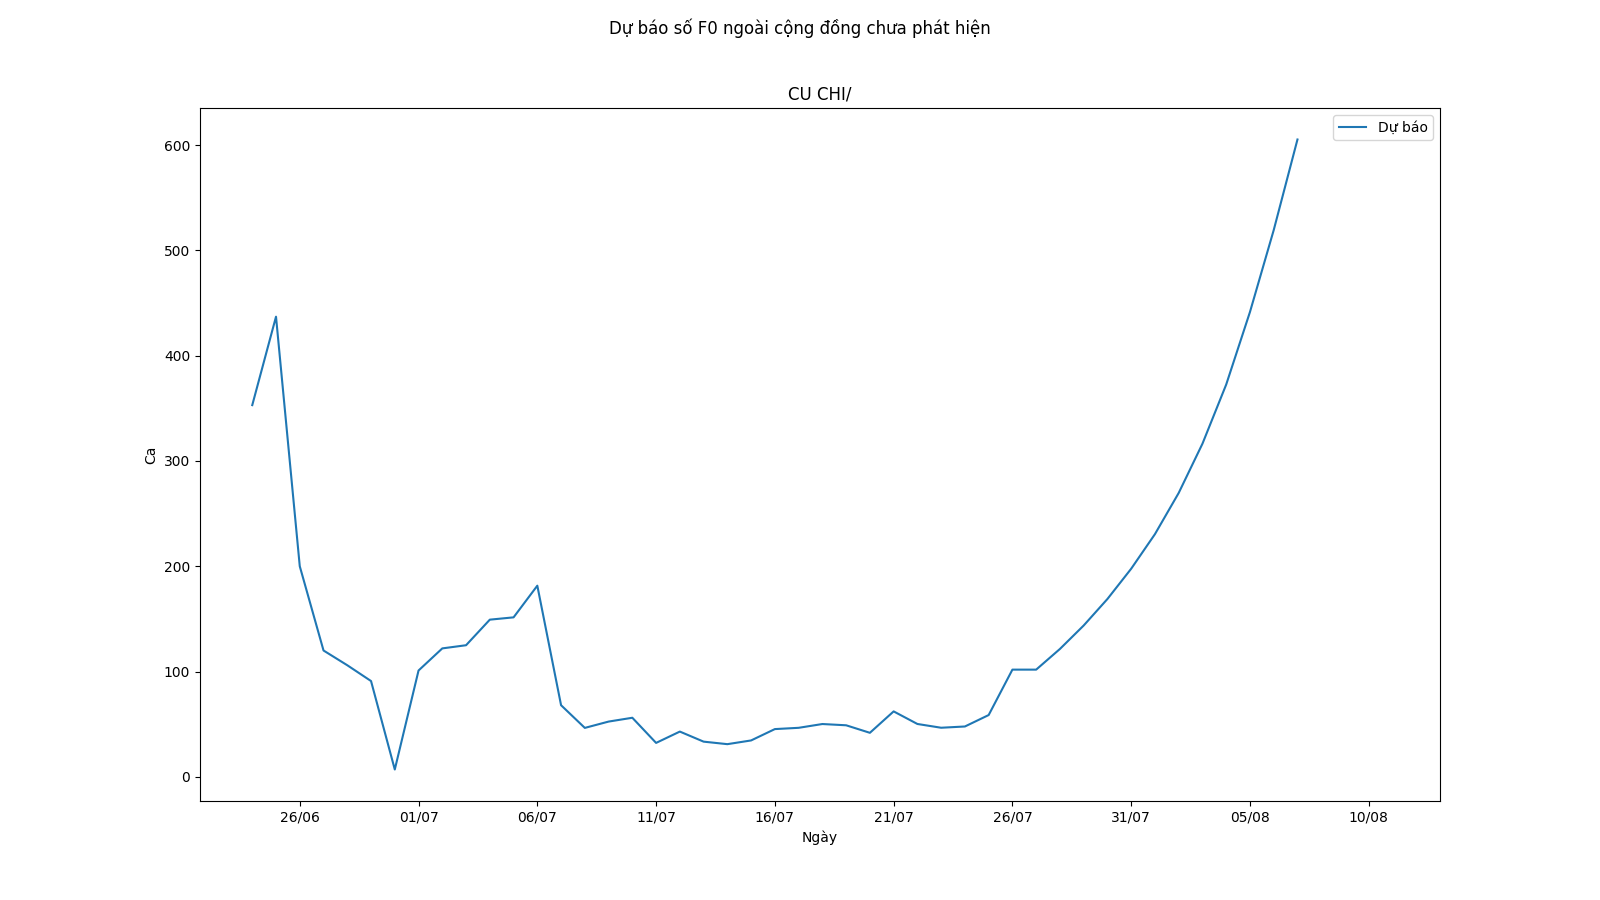 Dự báo số F0 ngoài cộng đồng chưa phát hiện
CU CHI/
Dự báo
600
500
400
300
200
100
0
Ca
26/06 01/07 06/07 11/07 16/07 21/07 26/07 31/07 05/08 10/08
Ngày